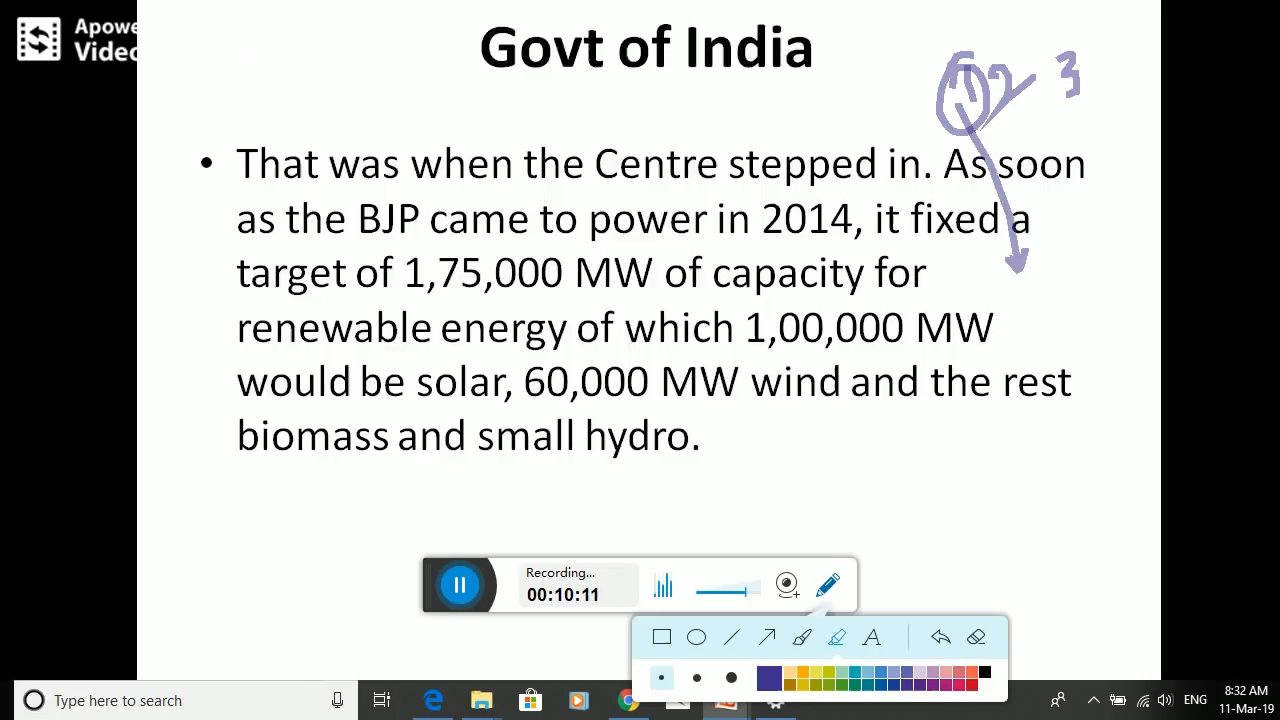 Apowe
Video
Govt of India
1 2 3
• That was when the Centre stepped in. As soon
as the BJP came to power in 2014, it fixed a
target of 1,75,000 MW of capacity for
renewable energy of which 1,00,000 MW
would be solar, 60,000 MW wind and the rest
biomass and small hydro.
Recording...
00:10:11
A
Type here to search
ENG
8:32 AM
11-Mar-19